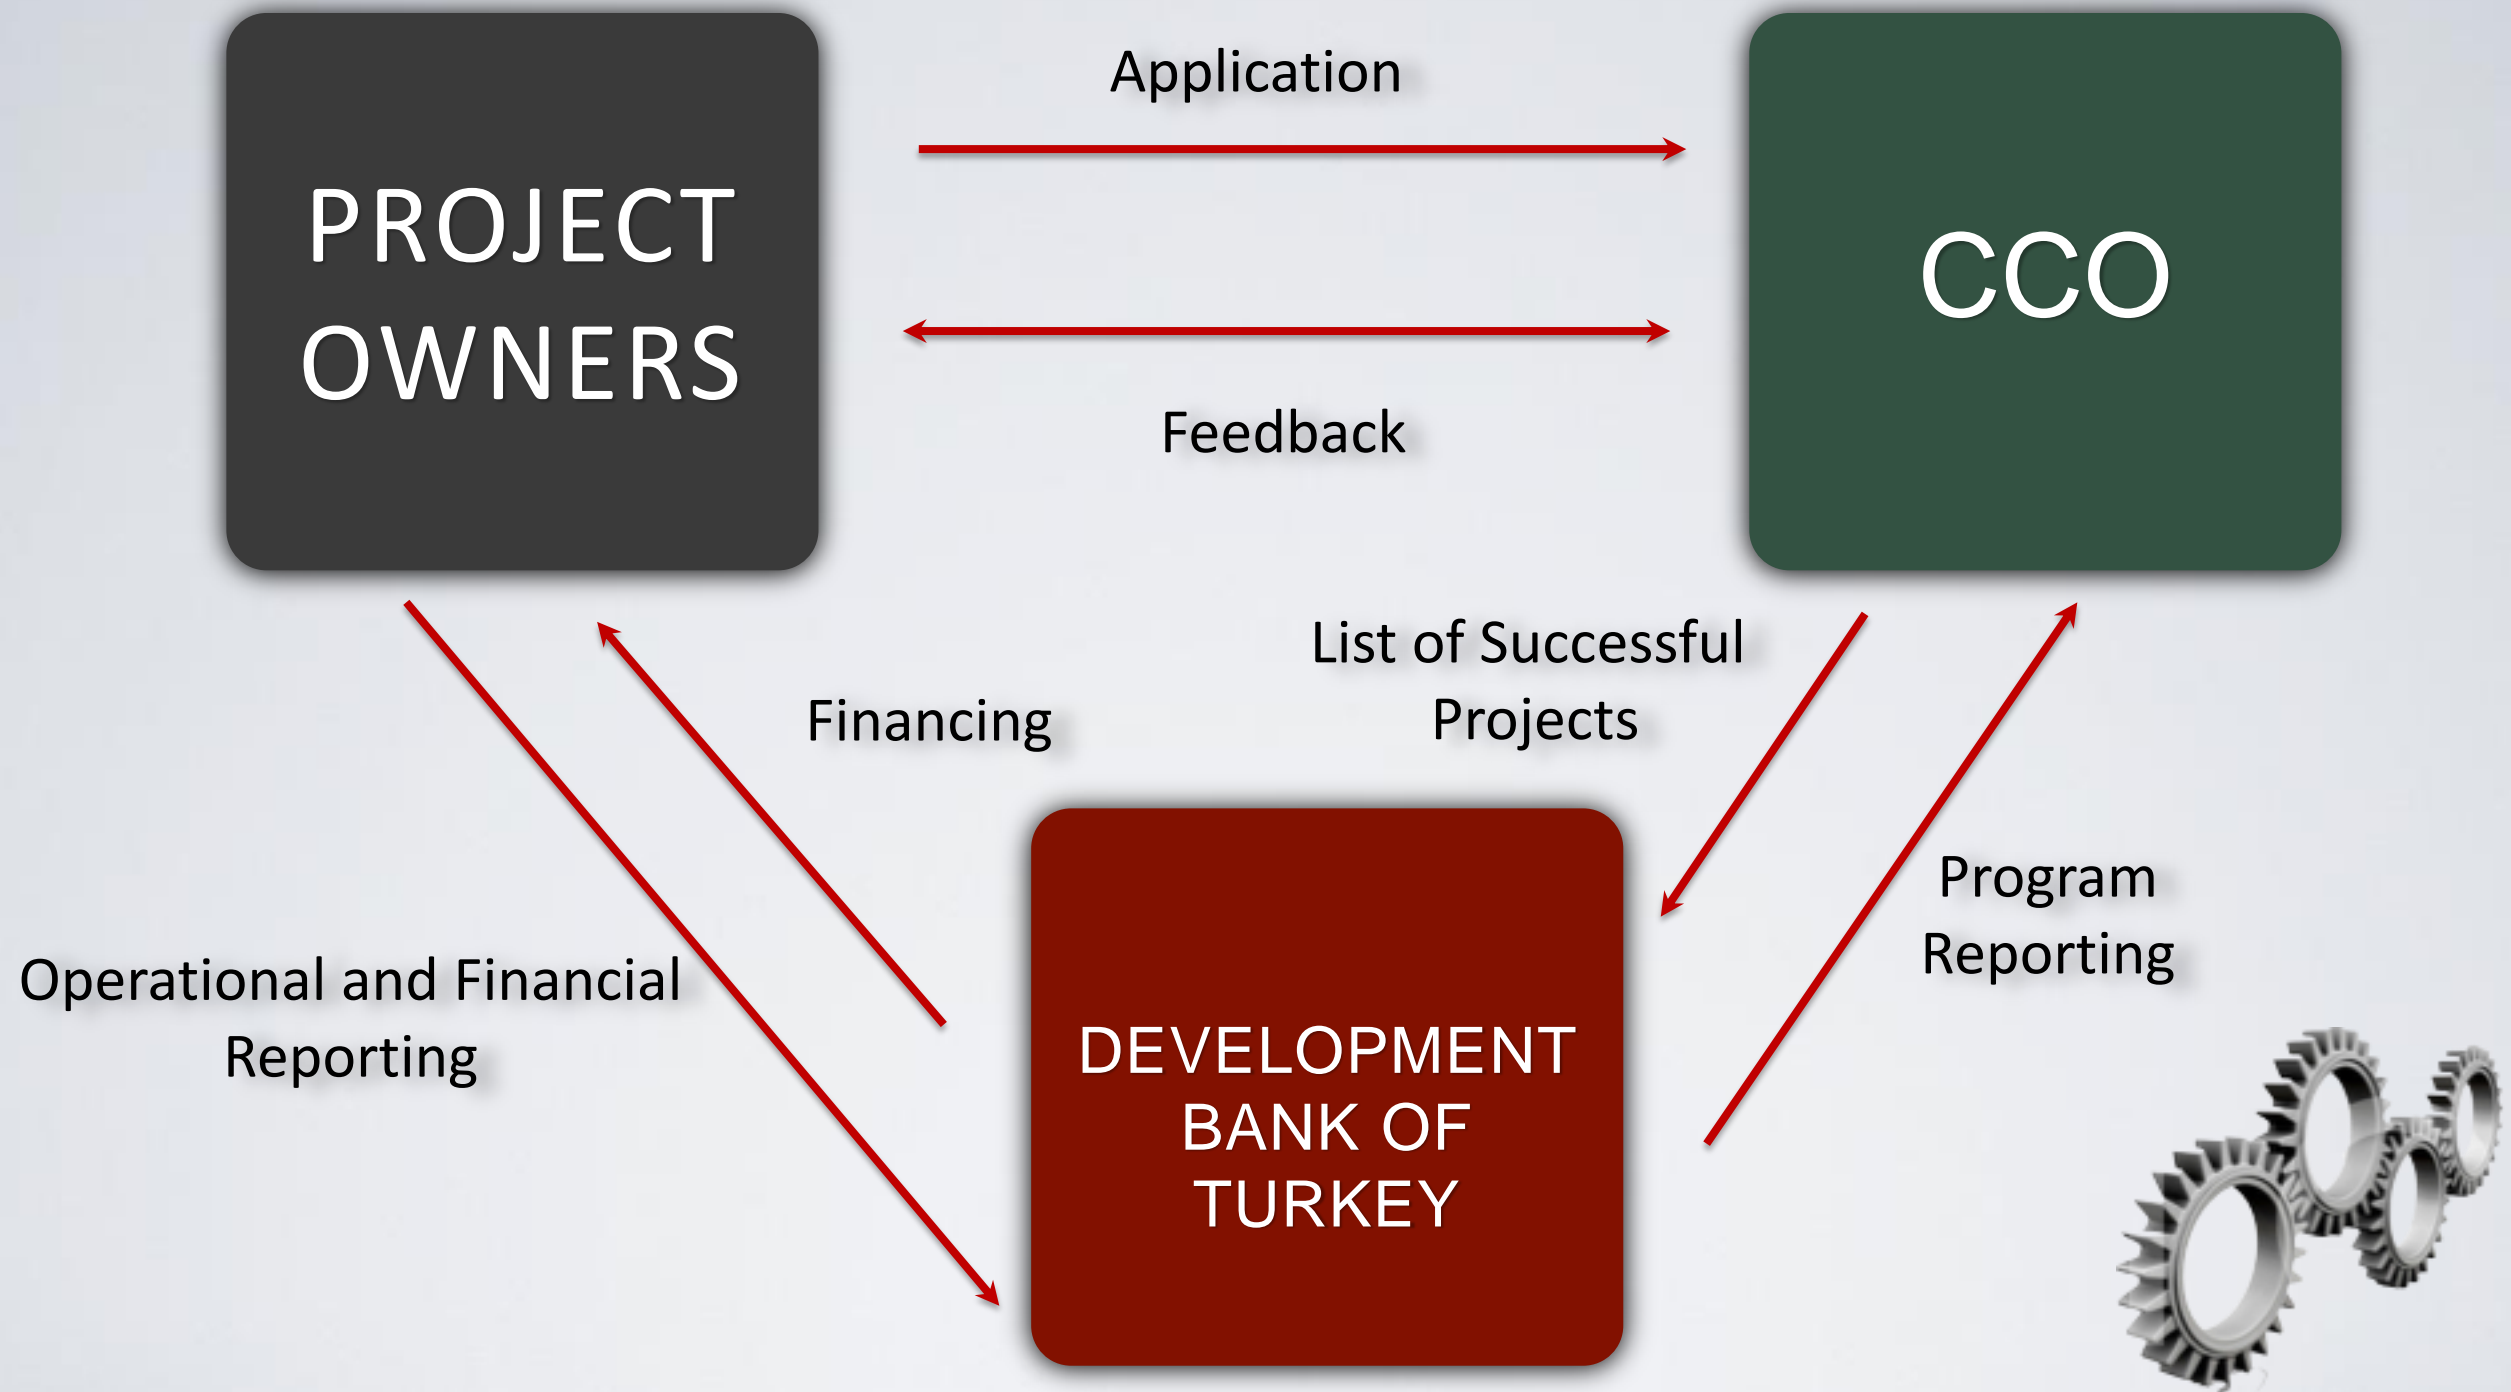 Application
PROJECT
OWNERS
CCO
Feedback
List of Successful
Projects
Financing
Program
Reporting
Operational and Financial
Reporting
DEVELOPMENT
BANK OF
TURKEY